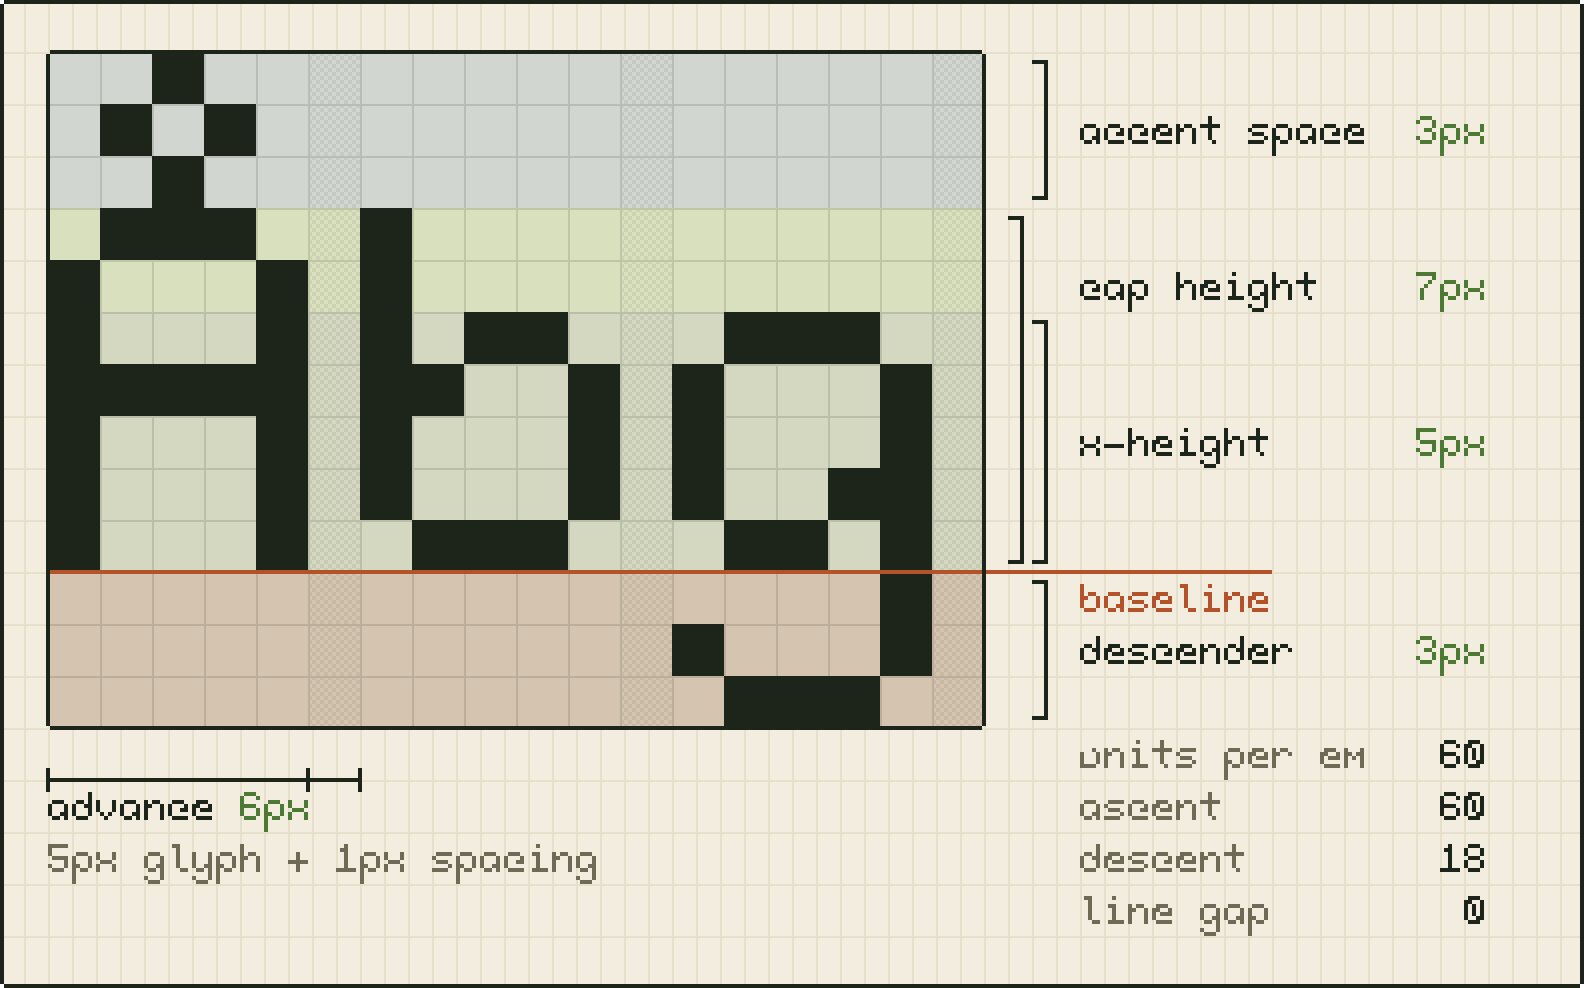 Åbg
accent space 3px
cap height 7px
x-height 5px
baseline
descender 3px
units per em 60
ascent 60
descent 18
line gap 0
advance 6px
5px glyph + 1px spacing